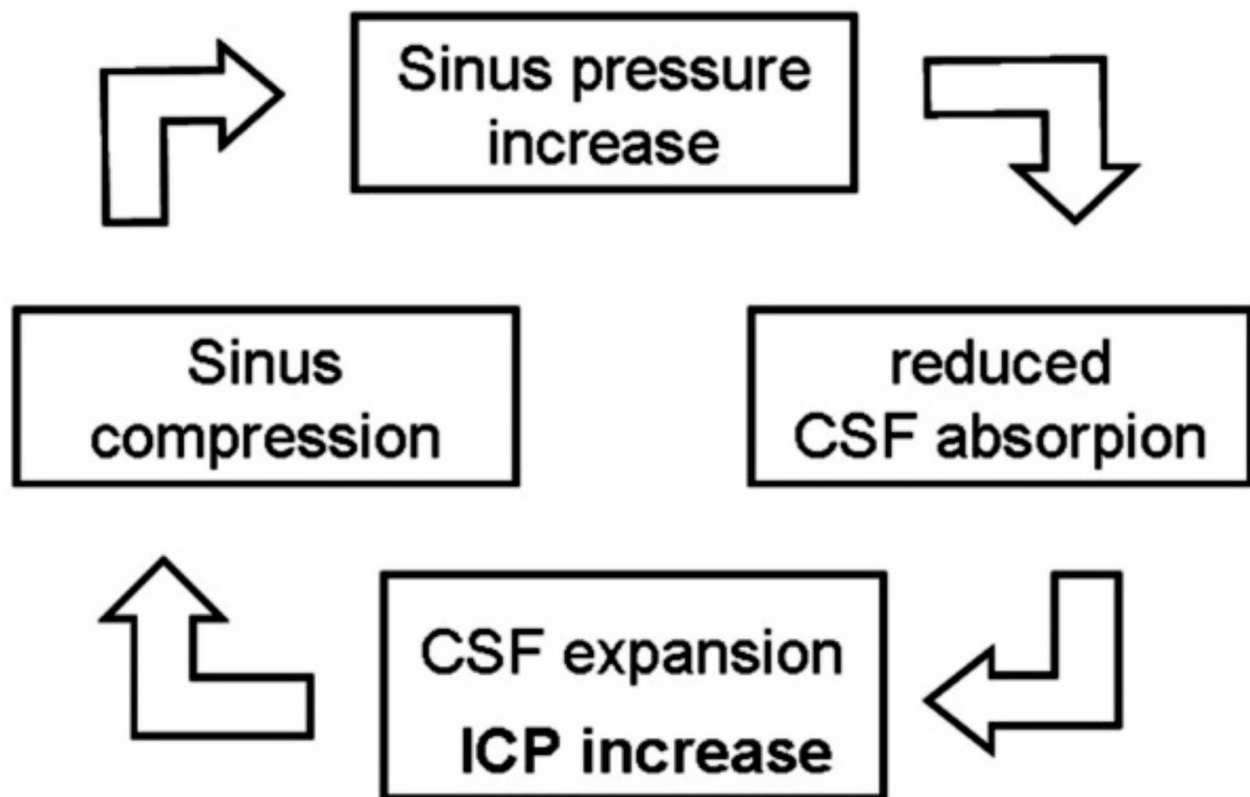 Sinus pressure
increase
Sinus
compression
reduced
CSF absorpion
CSF expansion
ICP increase